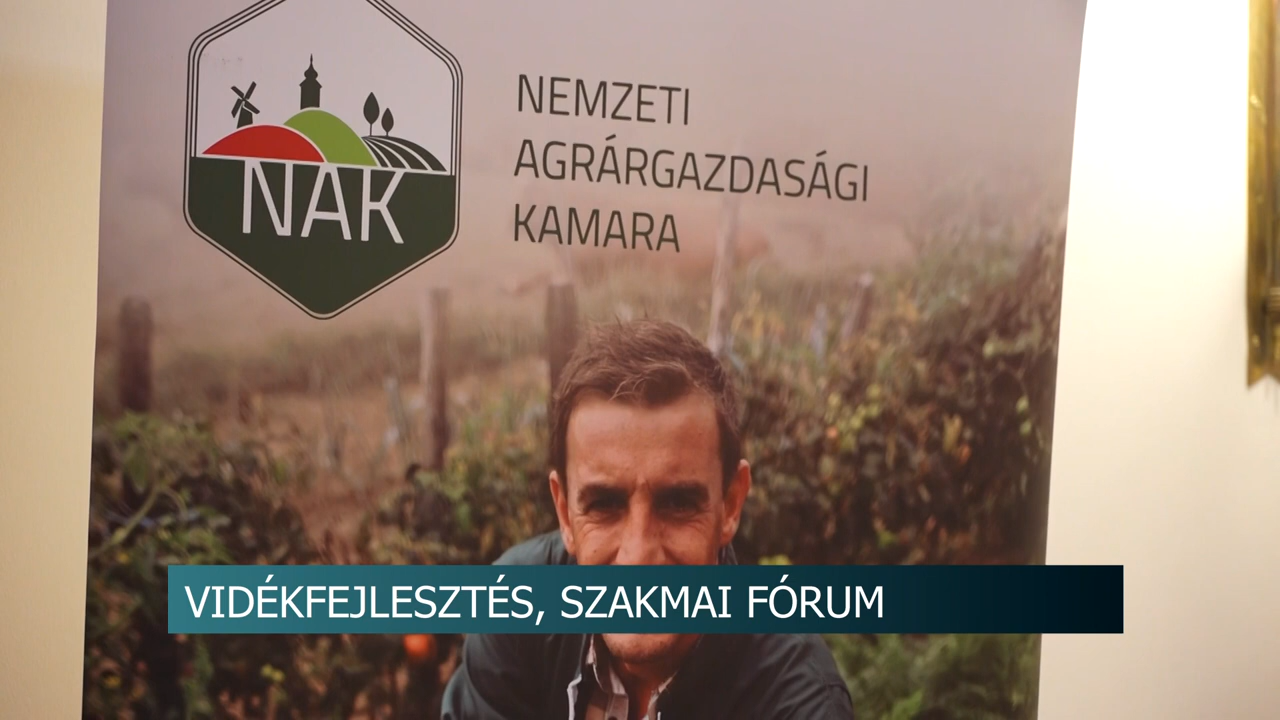 NAK
NEMZETI
AGRÁRGAZDASÁGI
KAMARA
VIDÉKFEJLESZTÉS, SZAKMAI FÓRUM